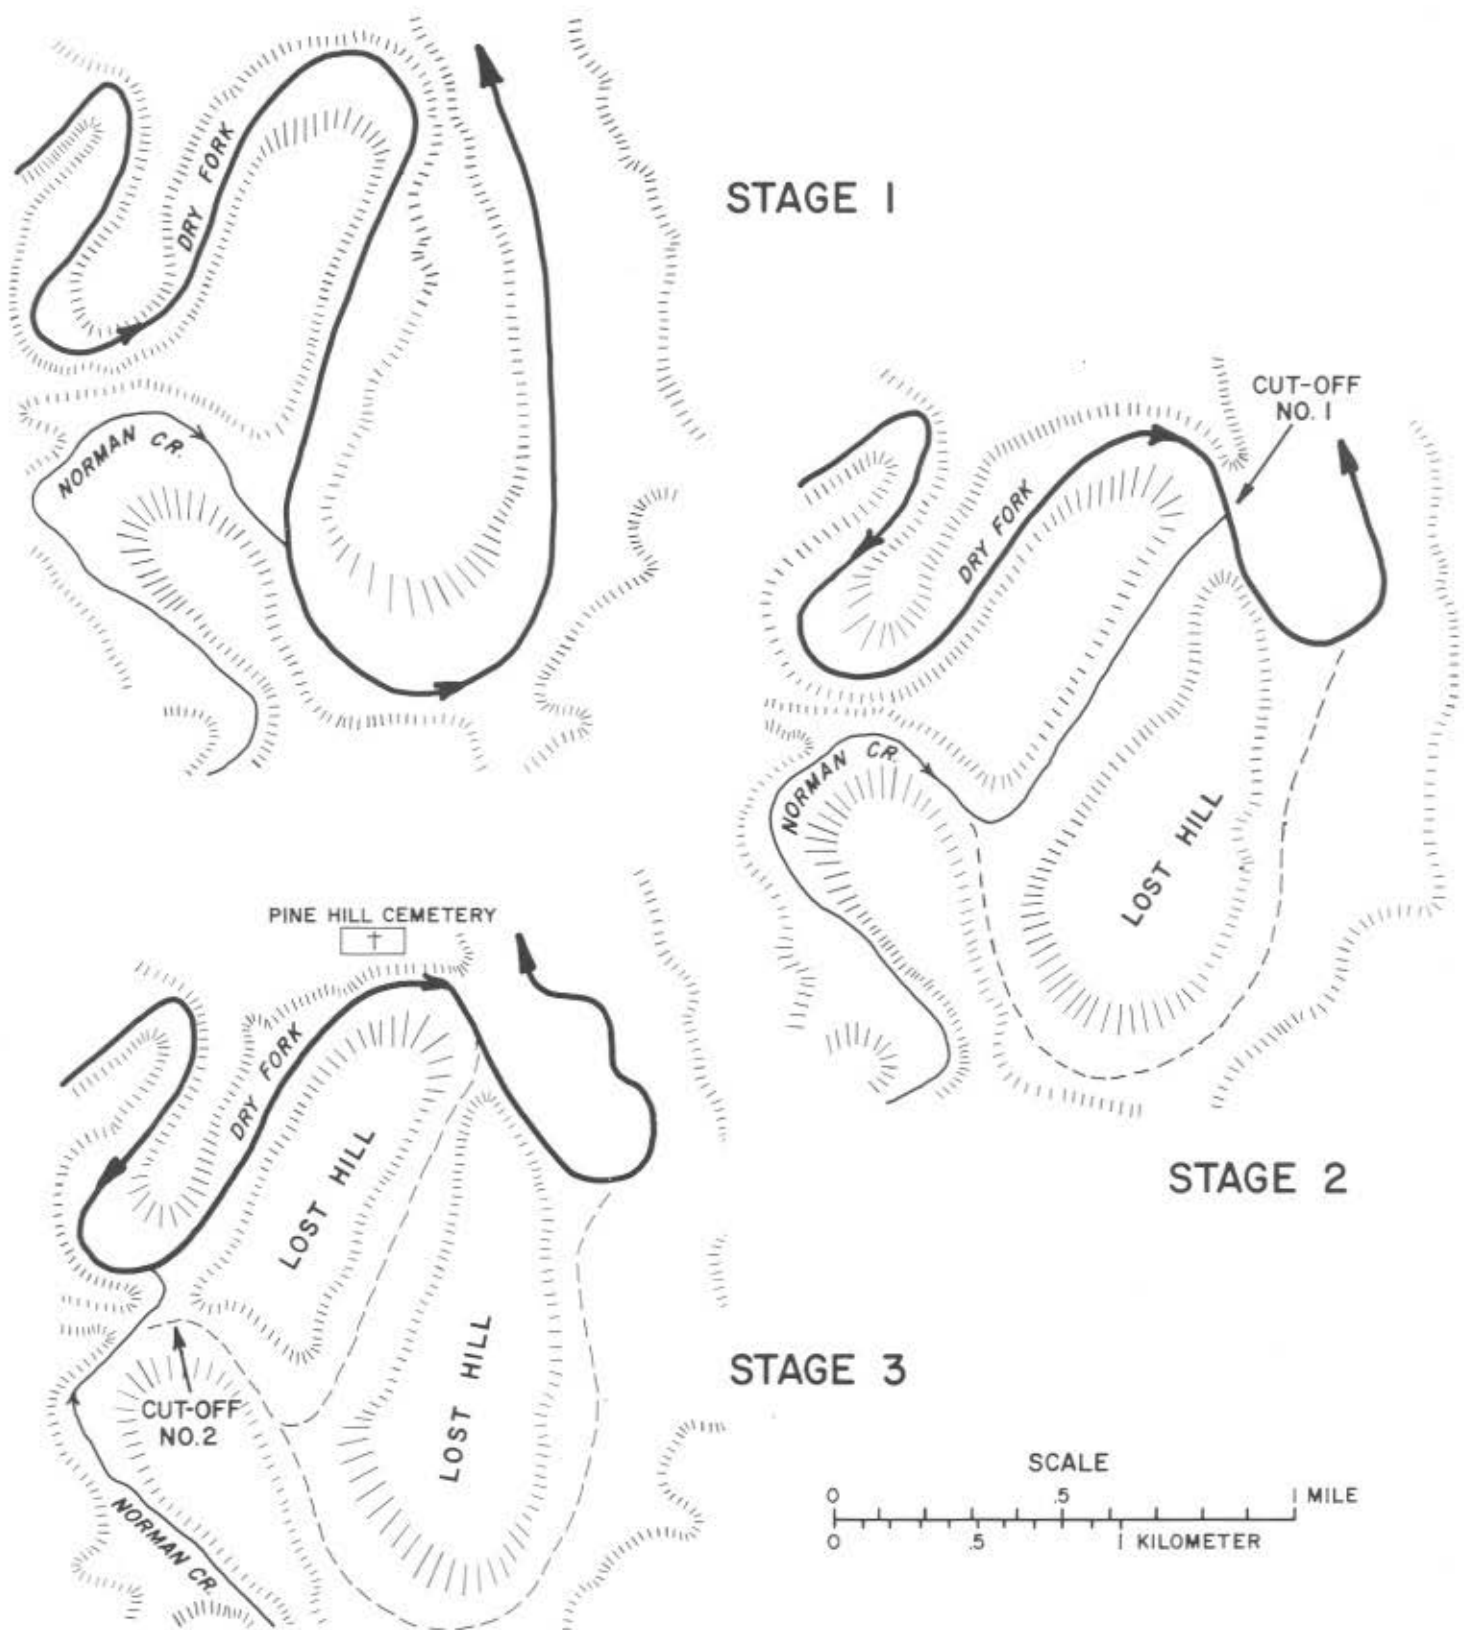 STAGE 1
DRY FORK
NORMAN CR.
CUT-OFF
NO. 1
DRY FORK
NORMAN CR.
LOST HILL
STAGE 2
PINE HILL CEMETERY
†
DRY FORK
LOST HILL
LOST HILL
CUT-OFF
NO. 2
NORMAN CR.
STAGE 3
SCALE
0 .5 1 MILE
0 .5 1 KILOMETER